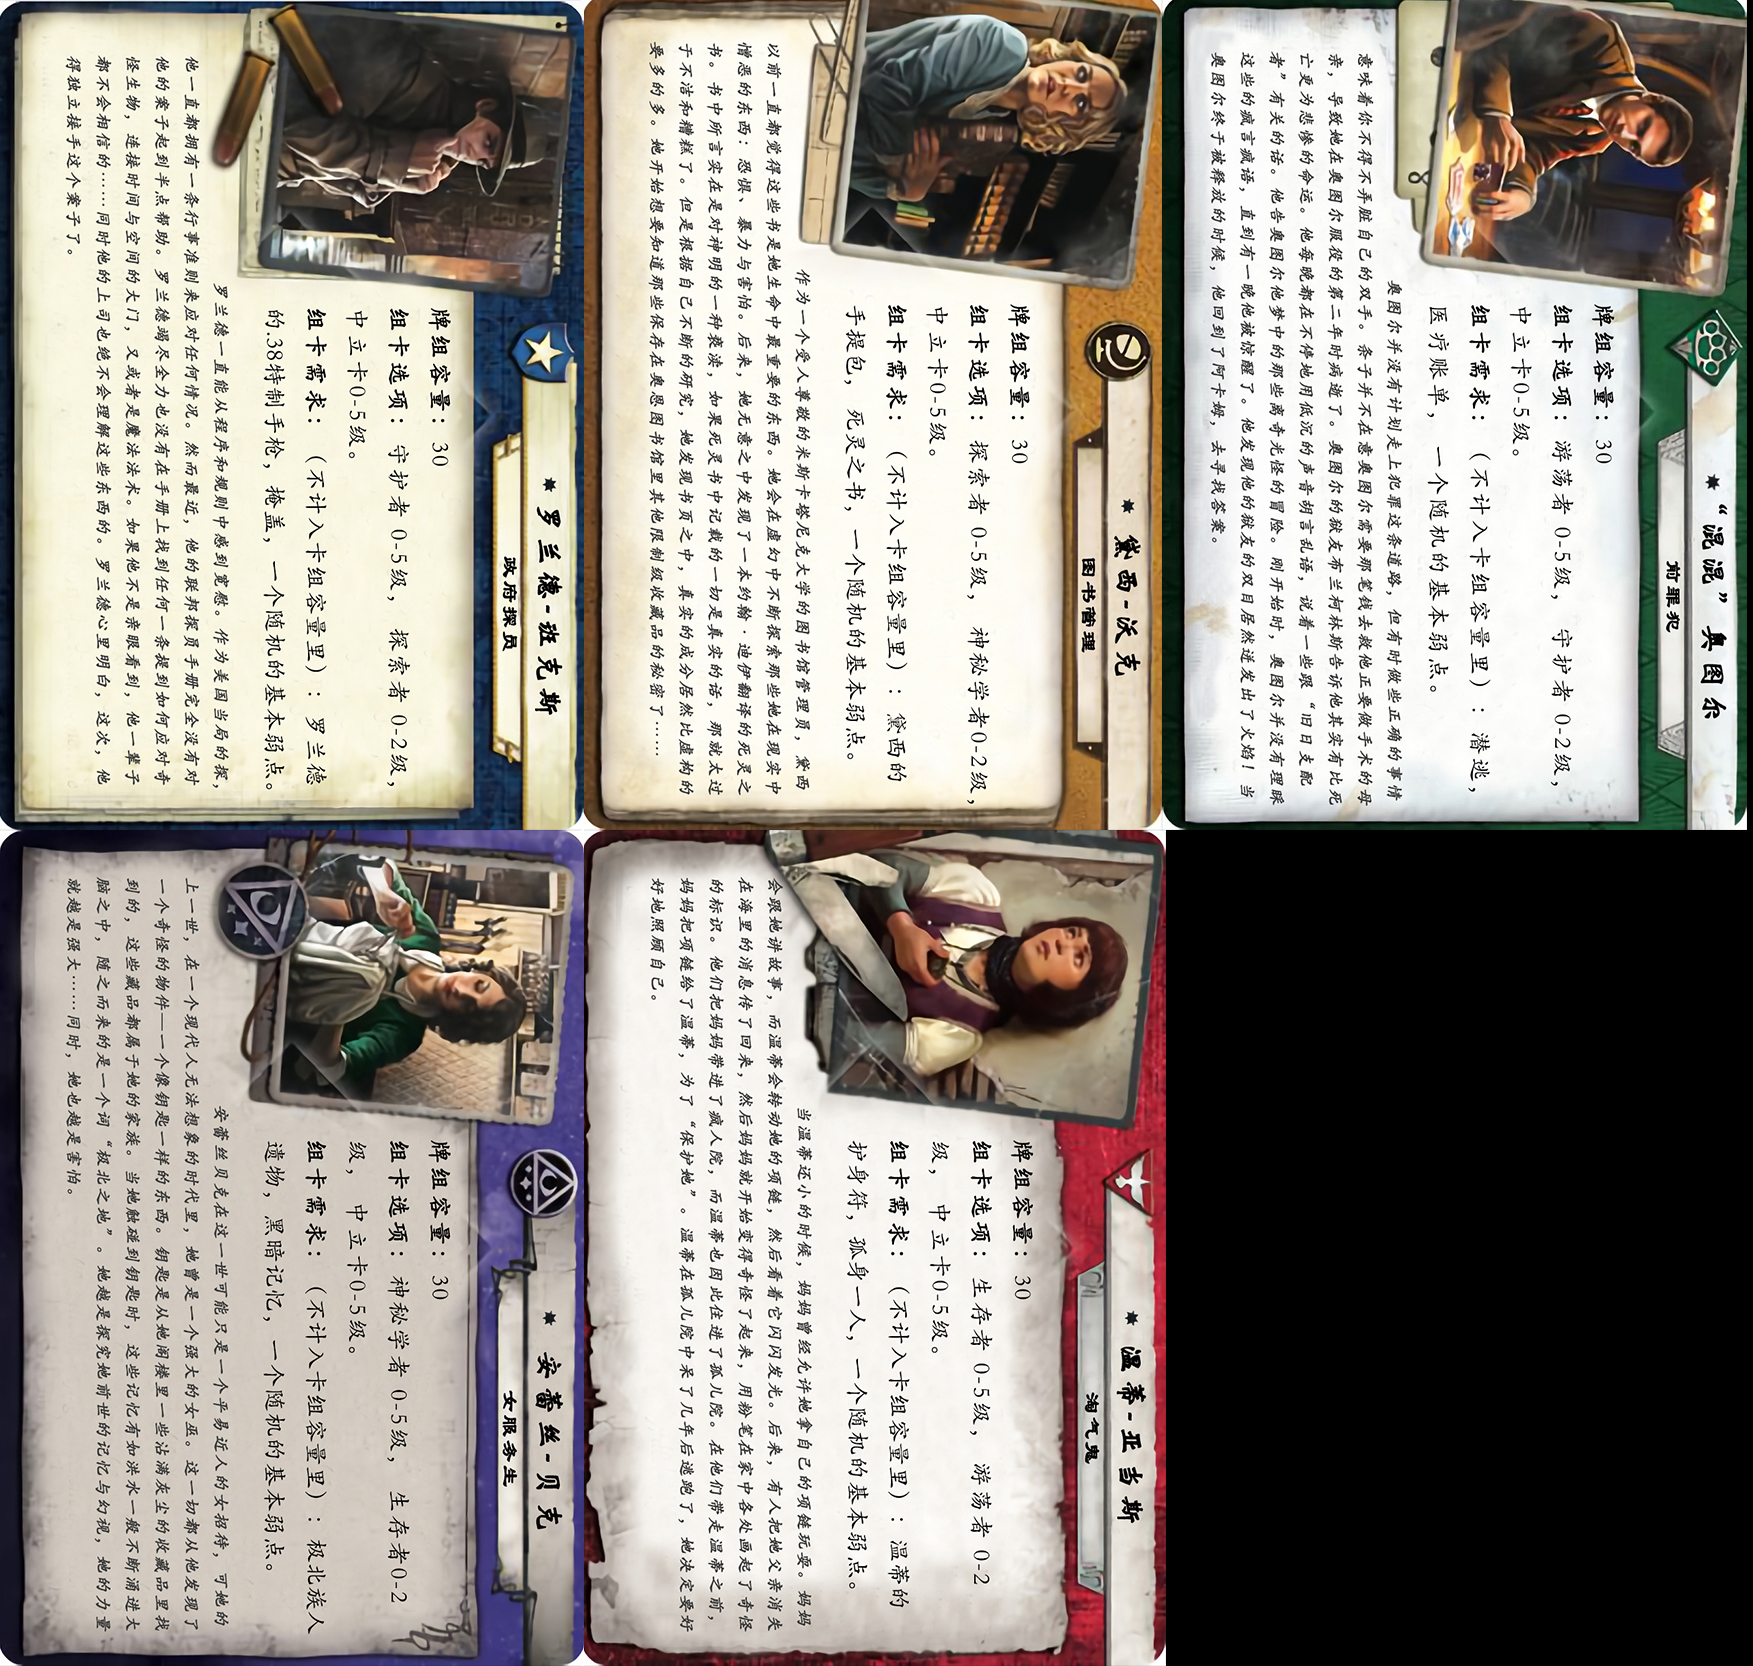 “混混”奥图尔
前罪犯
牌组容量：30
组卡选项：游荡者 0-5级， 守护者 0-2级，
中立卡0-5级。
组卡需求：（不计入卡组容量里）：潜逃，
医疗账单， 一个随机的基本弱点。
奥图尔并没有计划走上犯罪这条道路，但有时做些正确的事情
意味着你不得不弄脏自己的双手。条子并不在意奥图尔需要那笔钱去救他正要做手术的母
亲，导致她在奥图尔服役的第二年时病逝了。奥图尔的狱友布兰柯林斯告诉他其实有比死
亡更为悲惨的命运。他每晚都在不停地用低沉的声音胡言乱语，说着一些跟“旧日支配
者”有关的话。他告奥图尔他梦中的那些离奇光怪的冒险。刚开始时，奥图尔并没有理睬
这些的疯言疯语，直到有一晚他被惊醒了。他发现他的狱友的双目居然迸发出了火焰！当
奥图尔终于被释放的时候，他回到了阿卡姆，去寻找答案。
黛西-沃克
图书管理
牌组容量：30
组卡选项：探索者 0-5级， 神秘学者0-2级，
中立卡0-5级。
组卡需求：（不计入卡组容量里）：黛西的
手提包， 死灵之书，一个随机的基本弱点。
作为一个受人尊敬的米斯卡塔尼克大学的图书馆管理员，黛西
以前一直都觉得这些书是她生命中最重要的东西。她会在虚幻中不断探索那些她在现实中
憎恶的东西：恐惧、暴力与害怕。后来，她无意之中发现了一本约翰·迪伊翻译的死灵之
书。书中所言实在是对神明的一种亵渎，如果死灵书中记载的一切是真实的话，那就太过
于不洁和糟糕了。但是根据自己不断的研究，她发现书页之中，真实的成分居然比虚构的
要多的多。她开始想要知道那些保存在奥恩图书馆里其他限制级收藏品的秘密了……
温蒂-亚当斯
淘气鬼
牌组容量：30
组卡选项：生存者 0-5级， 游荡者 0-2
级， 中立卡0-5级。
组卡需求：（不计入卡组容量里）：温蒂的
护身符，孤身一人，一个随机的基本弱点。
当温蒂还小的时候，妈妈曾经允许她拿自己的项链玩耍。妈妈
会跟她讲故事，而温蒂会转动她的项链，然后看着它闪闪发光。后来，有人把她父亲消失
在海里的消息传了回来，然后妈妈就开始变得奇怪了起来，用粉笔在家中各处画起了奇怪
的标识。他们把妈妈带进了疯人院，而温蒂也因此住进了孤儿院。在他们带走温蒂之前，
妈妈把项链给了温蒂，为了“保护她”。温蒂在孤儿院中呆了几年后逃跑了，她决定要好
好地照顾自己。
罗兰德-班克斯
政府探员
牌组容量：30
组卡选项：守护者 0-5级， 探索者 0-2级，
中立卡0-5级。
组卡需求：（不计入卡组容量里）：罗兰德
的.38特制手枪，掩盖，一个随机的基本弱点。
罗兰德一直能从程序和规则中感到宽慰。作为美国当局的探，
他一直都拥有一条行事准则来应对任何情况。然而最近，他的联邦探员手册完全没有对
他的案子起到半点帮助。罗兰德竭尽全力也没有在手册上找到任何一条提到如何应对奇
怪生物，连接时间与空间的大门，又或者是魔法法术。如果他不是亲眼看到，他一辈子
都不会相信的……同时他的上司也绝不会理解这些东西的。罗兰德心里明白，这次，他
得独立接手这个案子了。
安蕾丝-贝克
女服务生
牌组容量：30
组卡选项：神秘学者 0-5级， 生存者0-2
级， 中立卡0-5级。
组卡需求：（不计入卡组容量里）：极北族人
遗物，黑暗记忆，一个随机的基本弱点。
安蕾丝贝克在这一世可能只是一个平易近人的女招待，可她的
上一世，在一个现代人无法想象的时代里，她曾是一个强大的女巫。这一切都从他发现了
一个奇怪的物件—一个像钥匙一样的东西。钥匙是从她阁楼里一些沾满灰尘的收藏品里找
到的，这些藏品都属于她的家族。当她触碰到钥匙时，这些记忆有如洪水一般不断涌进大
脑之中，随之而来的是一个词“极北之地”。她越是探究她前世的记忆与幻视，她的力量
就越是强大……同时，她也越是害怕。